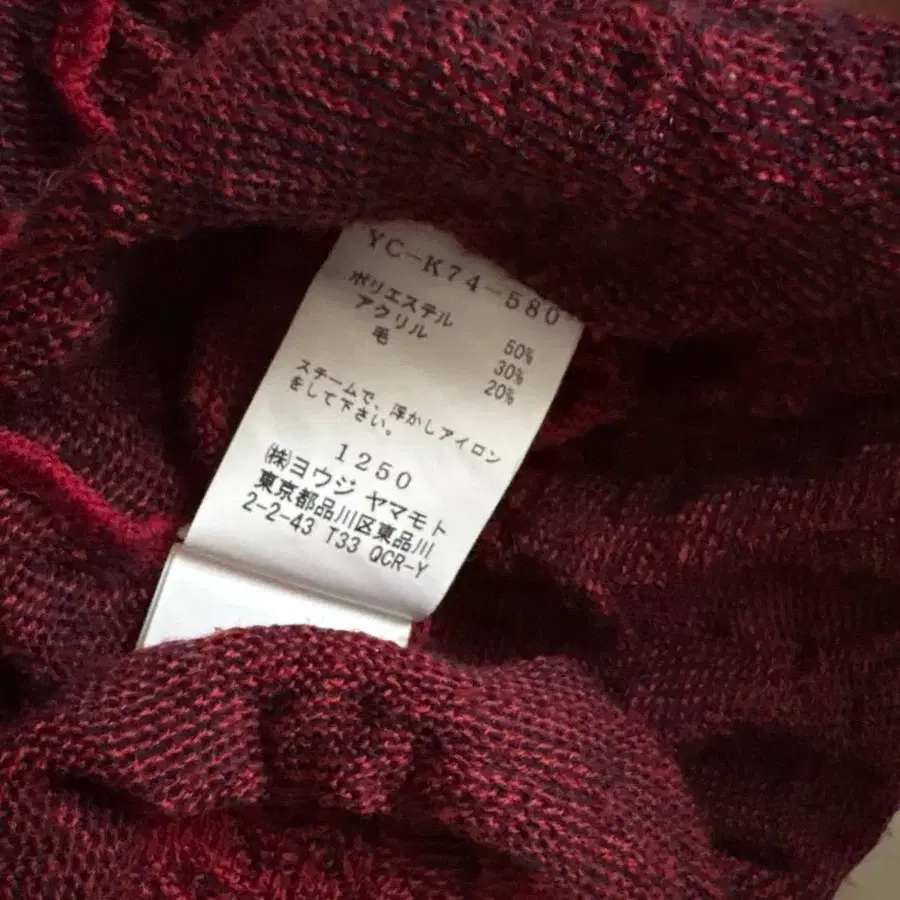 YC-K74-580
ポリエステル 50%
アクリル 30%
毛 20%
スチームで、浮かしアイロン
をして下さい。
1250
㈱ヨウジ ヤマモト
東京都品川区東品川
2-2-43 T33 QCR-Y